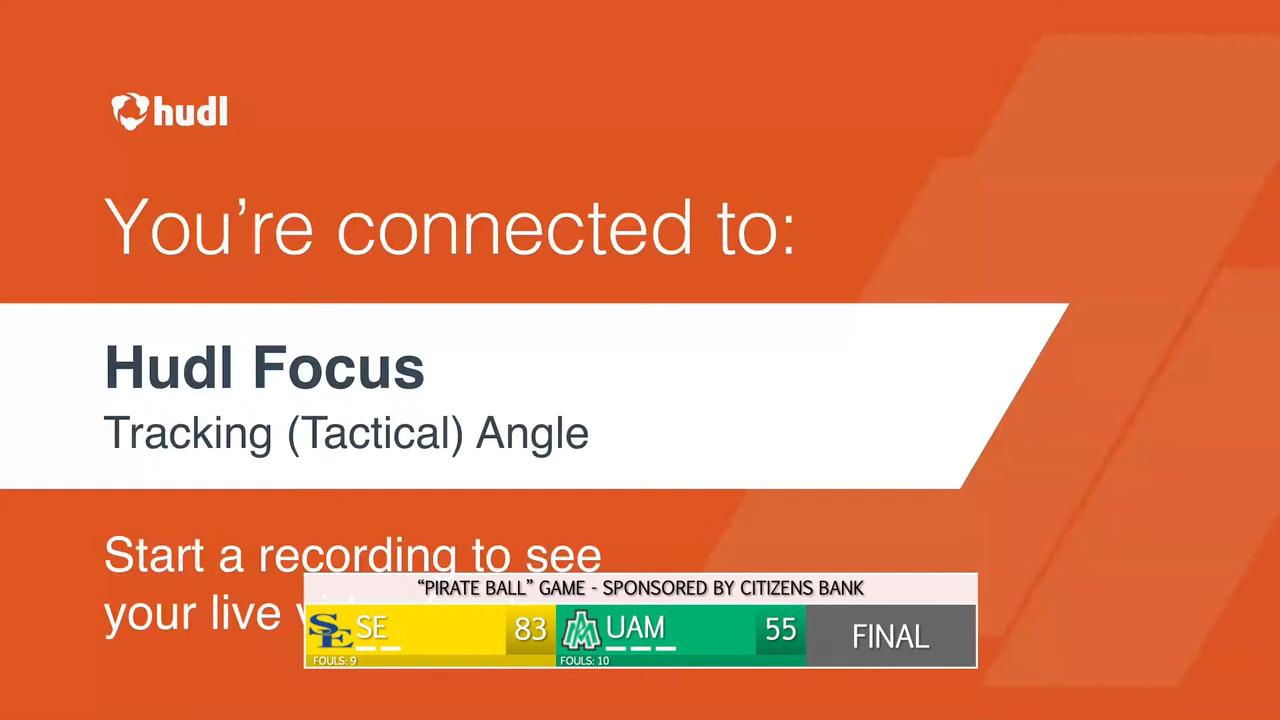 hudl
You’re connected to:
Hudl Focus
Tracking (Tactical) Angle
Start a recording to see
your live
“PIRATE BALL” GAME - SPONSORED BY CITIZENS BANK
SE SE 83 UAM 55 FINAL
FOULS: 9 FOULS: 10